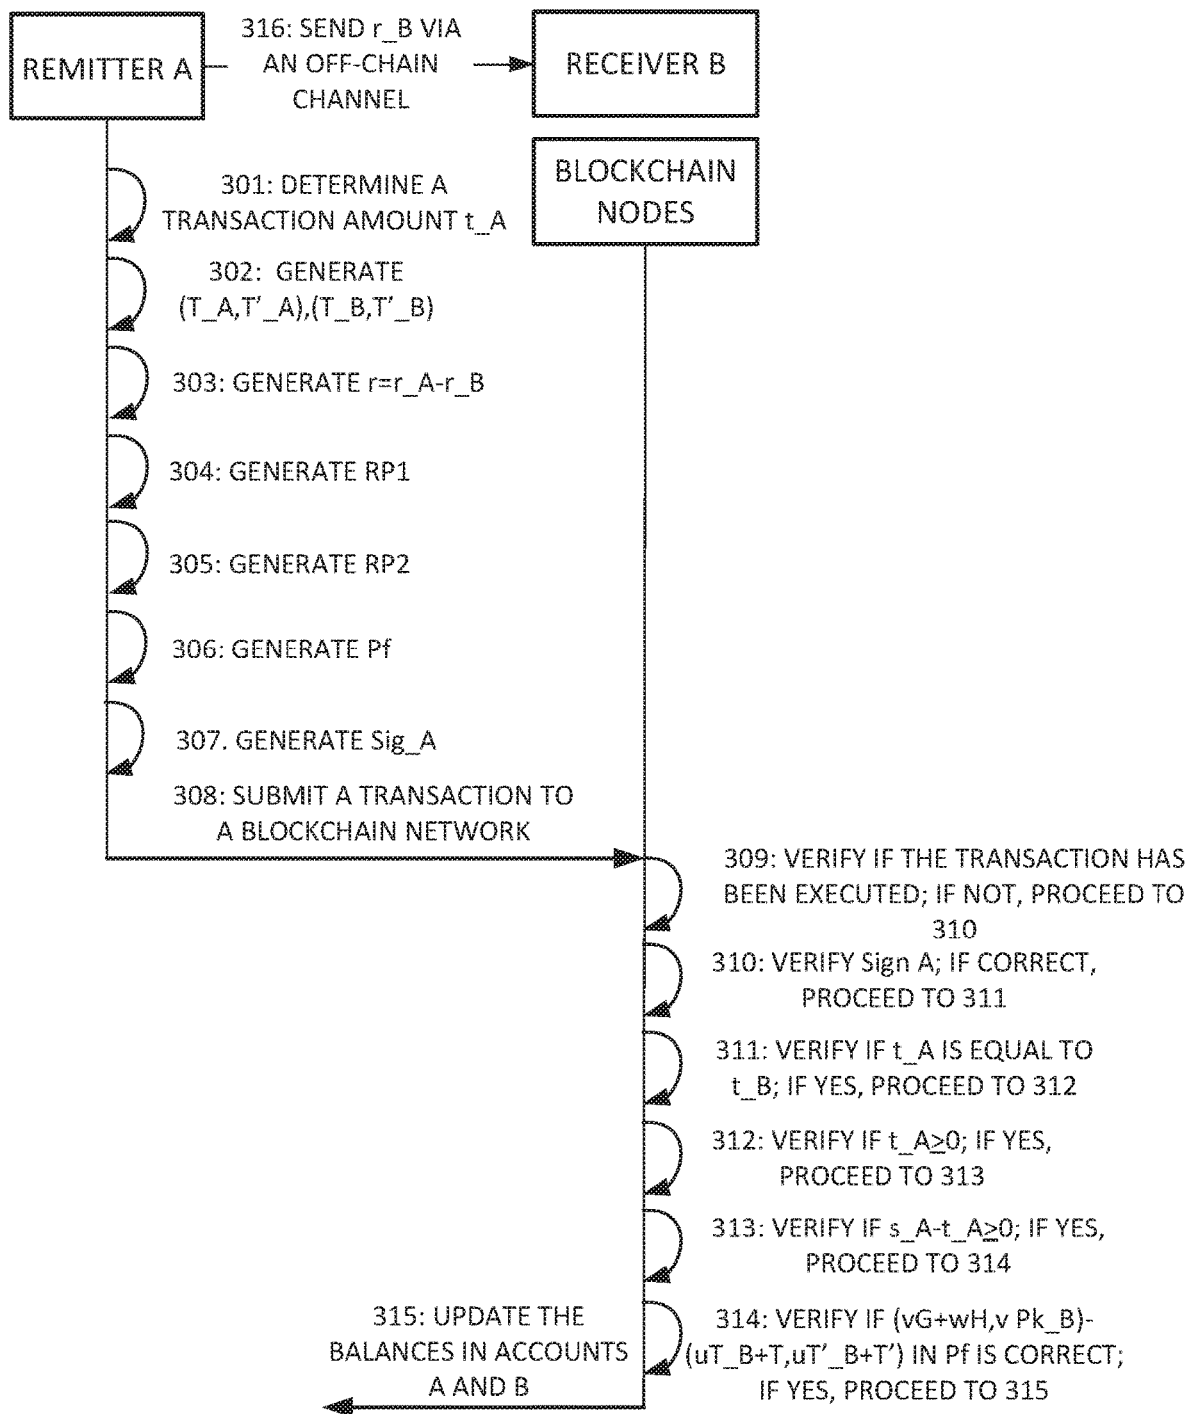 316: SEND r_B VIA
AN OFF-CHAIN
CHANNEL
REMITTER A
RECEIVER B
BLOCKCHAIN
NODES
301: DETERMINE A
TRANSACTION AMOUNT t_A
302: GENERATE
(T_A,T'_A),(T_B,T'_B)
303: GENERATE r=r_A-r_B
304: GENERATE RP1
305: GENERATE RP2
306: GENERATE Pf
307. GENERATE Sig_A
308: SUBMIT A TRANSACTION TO
A BLOCKCHAIN NETWORK
309: VERIFY IF THE TRANSACTION HAS
BEEN EXECUTED; IF NOT, PROCEED TO
310
310: VERIFY Sign A; IF CORRECT,
PROCEED TO 311
311: VERIFY IF t_A IS EQUAL TO
t_B; IF YES, PROCEED TO 312
312: VERIFY IF t_A≥0; IF YES,
PROCEED TO 313
313: VERIFY IF s_A-t_A≥0; IF YES,
PROCEED TO 314
314: VERIFY IF (vG+wH,v Pk_B)-
(uT_B+T,uT'_B+T') IN Pf IS CORRECT;
IF YES, PROCEED TO 315
315: UPDATE THE
BALANCES IN ACCOUNTS
A AND B